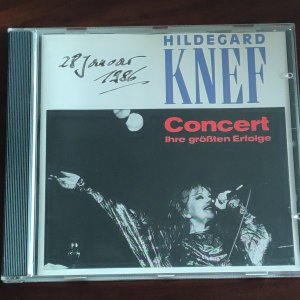 HILDEGARD
KNEF
28 Januar
1986
Concert
Ihre größten Erfolge